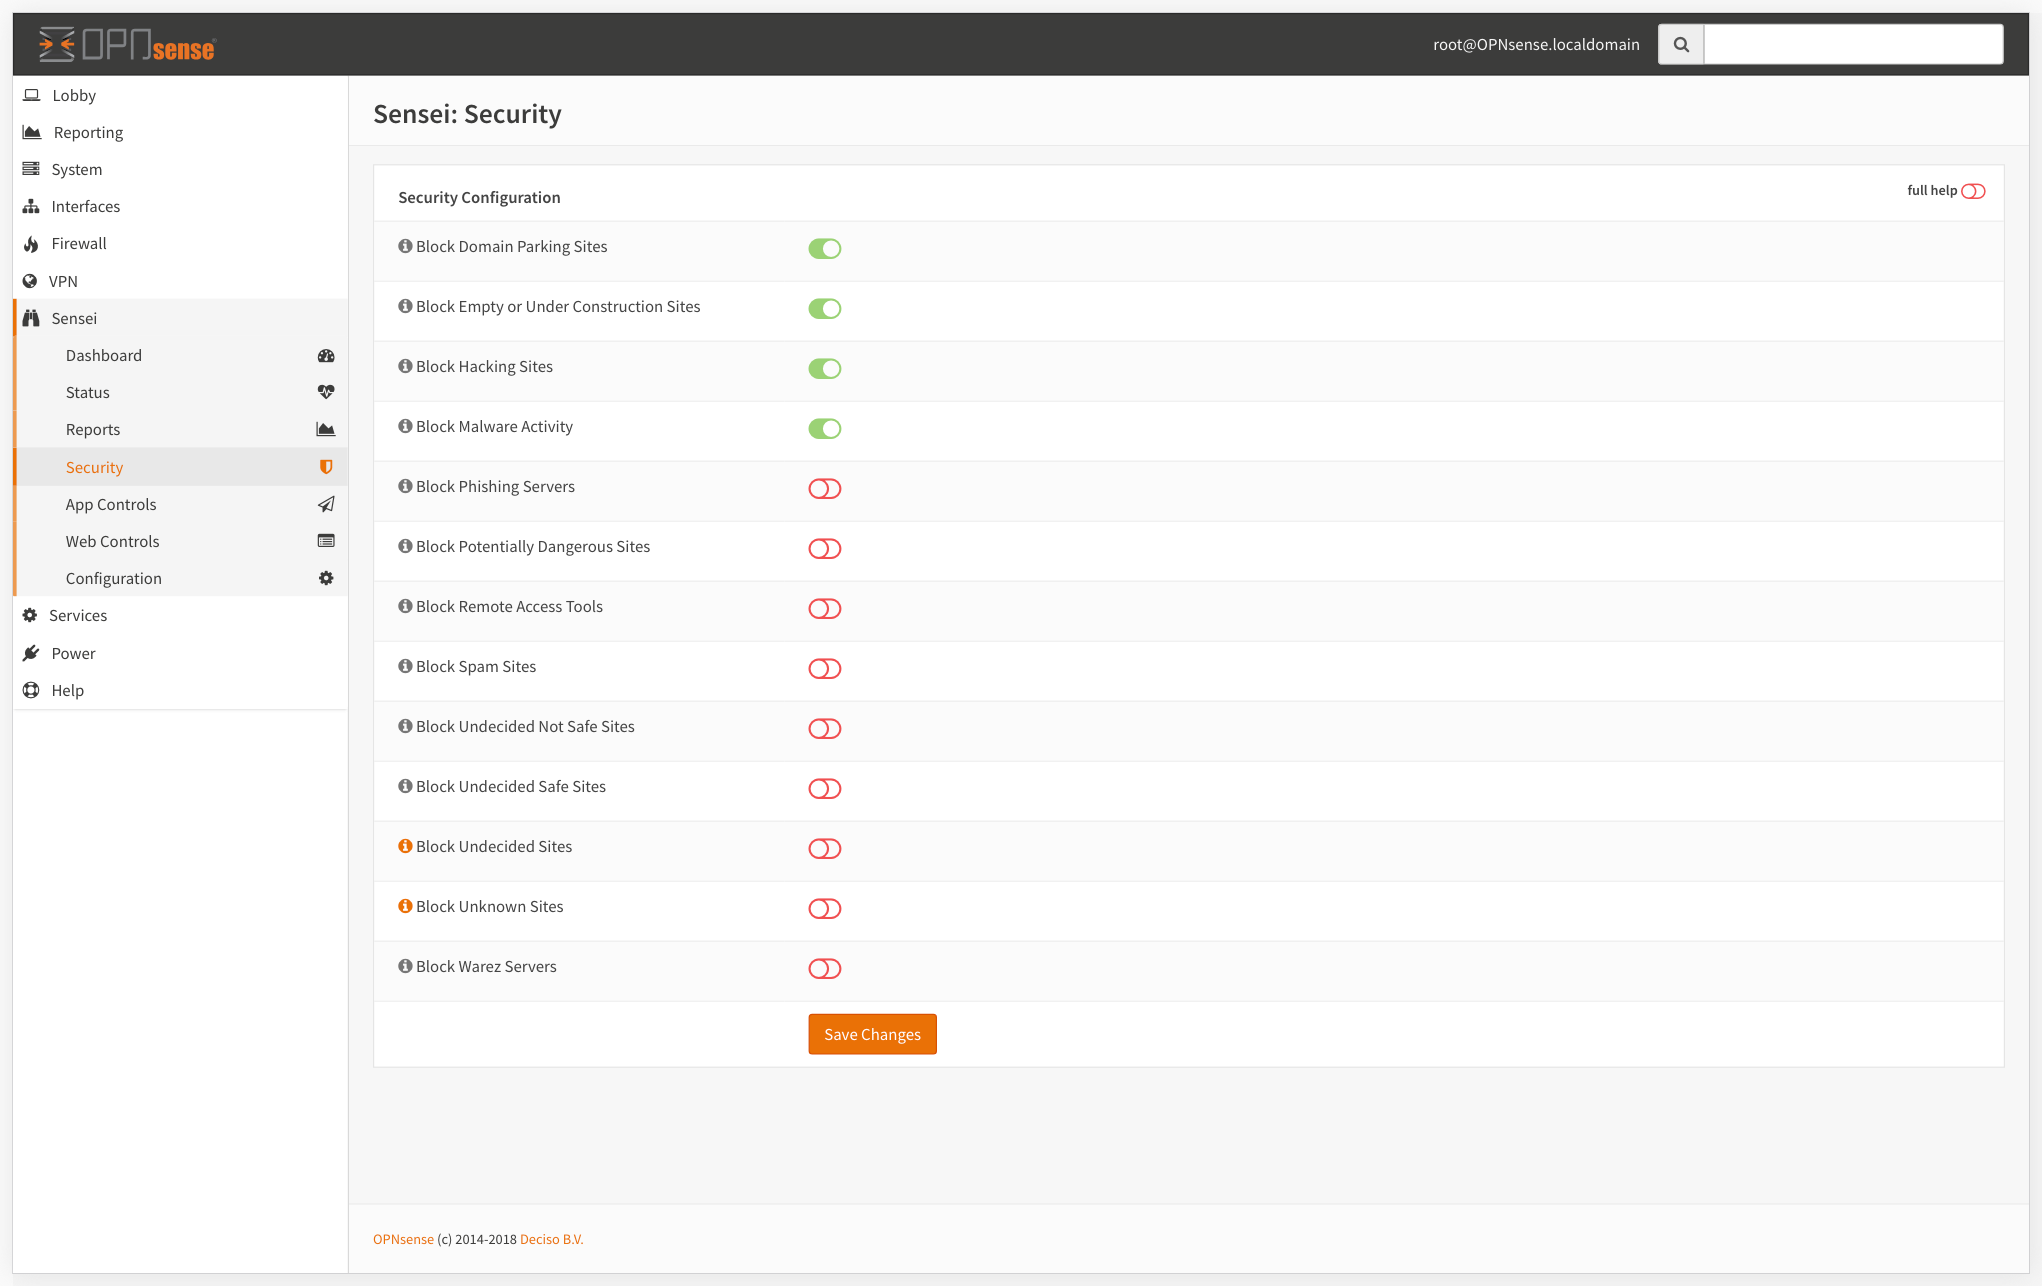 OPNsense
root@OPNsense.localdomain
Lobby
Reporting
System
Interfaces
Firewall
VPN
Sensei
Dashboard
Status
Reports
Security
App Controls
Web Controls
Configuration
Services
Power
Help
Sensei: Security
Security Configuration
full help
Block Domain Parking Sites
Block Empty or Under Construction Sites
Block Hacking Sites
Block Malware Activity
Block Phishing Servers
Block Potentially Dangerous Sites
Block Remote Access Tools
Block Spam Sites
Block Undecided Not Safe Sites
Block Undecided Safe Sites
Block Undecided Sites
Block Unknown Sites
Block Warez Servers
Save Changes
OPNsense (c) 2014-2018 Deciso B.V.